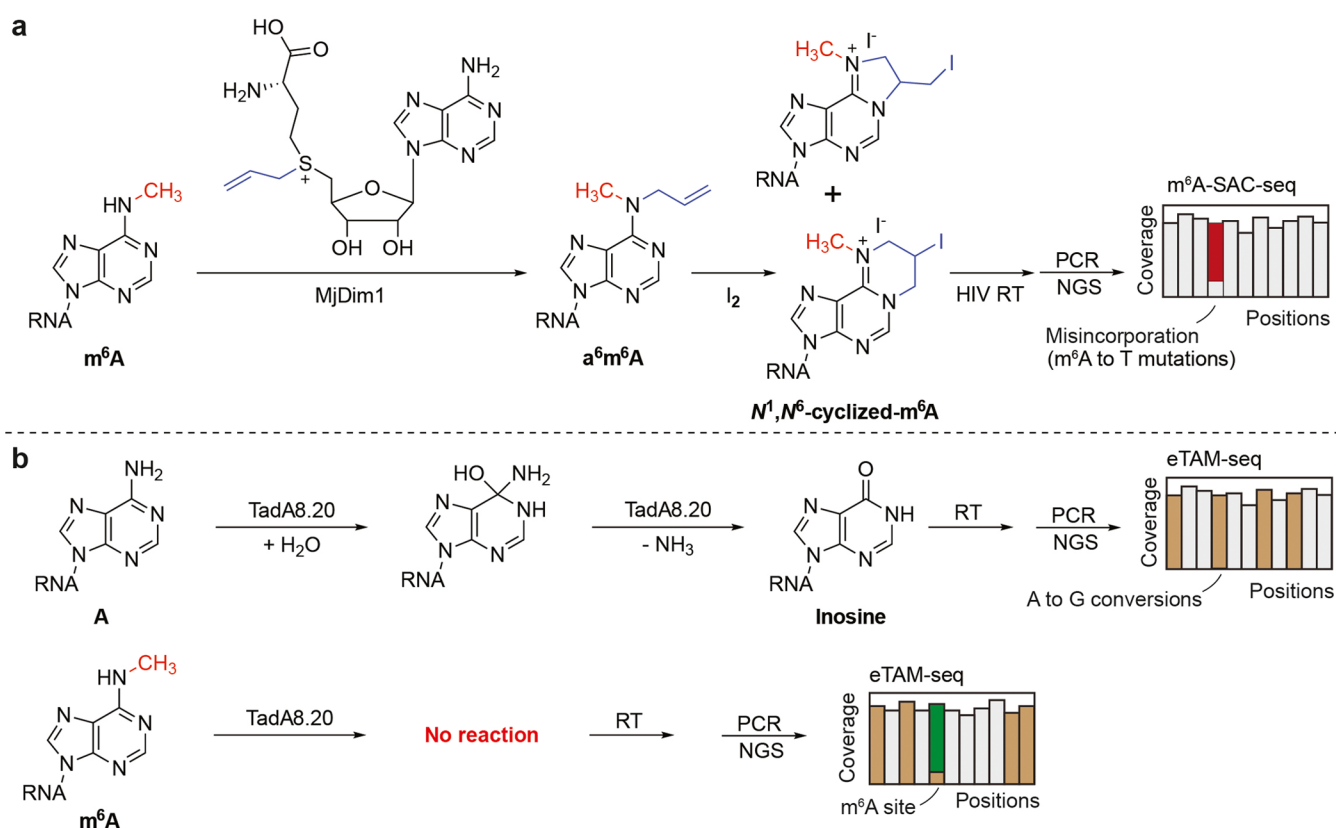 a
HO
O
H₂N
NH₂
N
N
N
N
S
+
O
OH OH
HN
CH₃
N
N
N
N
RNA
m⁶A
MjDim1
H₃C
N
N
N
N
N
RNA
a⁶m⁶A
I₂
H₃C
+
N
I⁻
I
N
N
N
N
RNA
+
H₃C
+
N
I⁻
I
N
N
N
N
RNA
N¹,N⁶-cyclized-m⁶A
HIV RT
PCR
NGS
m⁶A-SAC-seq
Coverage
Positions
Misincorporation
(m⁶A to T mutations)
b
NH₂
N
N
N
N
RNA
A
TadA8.20
+ H₂O
HO NH₂
N
NH
N
N
RNA
TadA8.20
- NH₃
O
N
NH
N
N
RNA
Inosine
RT
PCR
NGS
eTAM-seq
Coverage
Positions
A to G conversions
HN
CH₃
N
N
N
N
RNA
m⁶A
TadA8.20
No reaction
RT
PCR
NGS
eTAM-seq
Coverage
m⁶A site
Positions